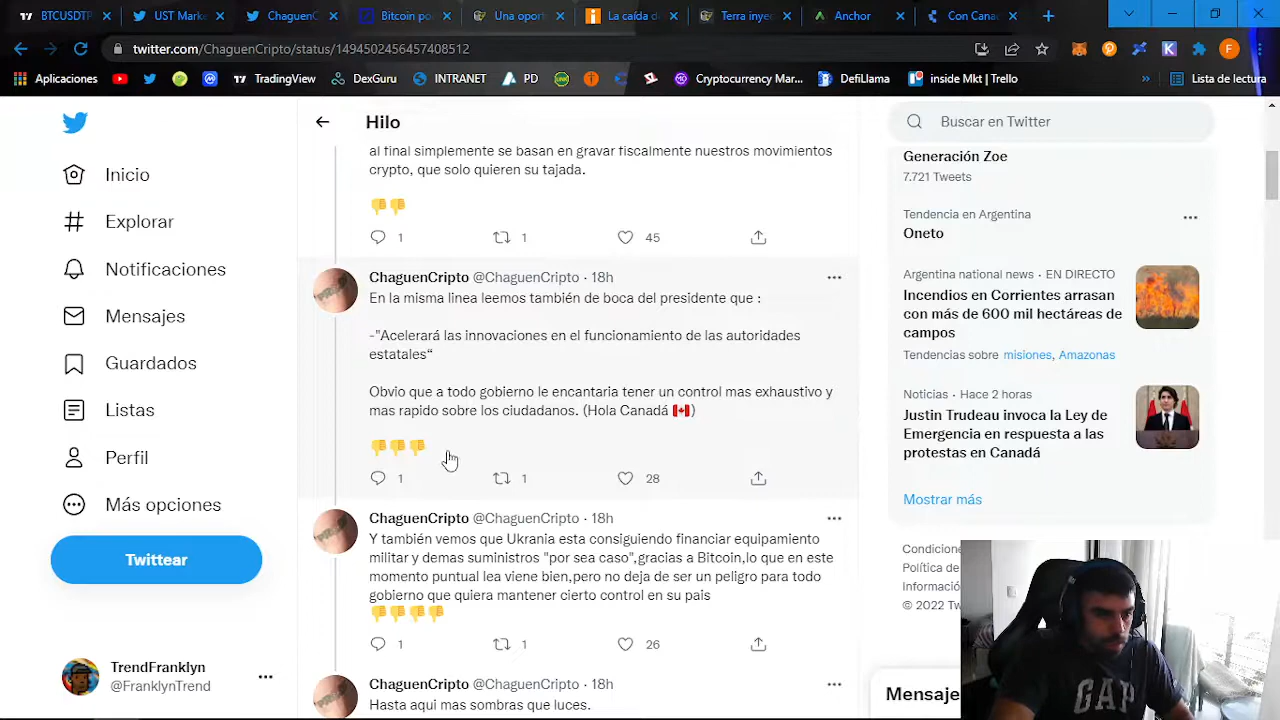 BTCUSDTP
UST Marke
ChaguenC
Bitcoin po
Una oport
La caída de
Terra inye
Anchor
Con Cana
twitter.com/ChaguenCripto/status/1494502456457408512
F
Aplicaciones
TradingView
DexGuru
INTRANET
PD
Cryptocurrency Mar...
DefiLlama
inside Mkt | Trello
»
Lista de lectura
Inicio
Explorar
Notificaciones
Mensajes
Guardados
Listas
Perfil
Más opciones
Twittear
TrendFranklyn
@FranklynTrend
Hilo
al final simplemente se basan en gravar fiscalmente nuestros movimientos
crypto, que solo quieren su tajada.
👎👎
1 1 45
ChaguenCripto @ChaguenCripto · 18h
En la misma linea leemos también de boca del presidente que :
-"Acelerará las innovaciones en el funcionamiento de las autoridades
estatales“
Obvio que a todo gobierno le encantaria tener un control mas exhaustivo y
mas rapido sobre los ciudadanos. (Hola Canadá 🇨🇦)
👎👎👎
1 1 28
ChaguenCripto @ChaguenCripto · 18h
Y también vemos que Ukrania esta consiguiendo financiar equipamiento
militar y demas suministros "por sea caso",gracias a Bitcoin,lo que en este
momento puntual lea viene bien,pero no deja de ser un peligro para todo
gobierno que quiera mantener cierto control en su pais
👎👎👎👎
1 1 26
ChaguenCripto @ChaguenCripto · 18h
Hasta aqui mas sombras que luces.
Buscar en Twitter
Generación Zoe
7.721 Tweets
Tendencia en Argentina
Oneto
Argentina national news · EN DIRECTO
Incendios en Corrientes arrasan
con más de 600 mil hectáreas de
campos
Tendencias sobre misiones, Amazonas
Noticias · Hace 2 horas
Justin Trudeau invoca la Ley de
Emergencia en respuesta a las
protestas en Canadá
Mostrar más
Condicione
Política de
Informació
© 2022 Tw
Mensaje
GAP